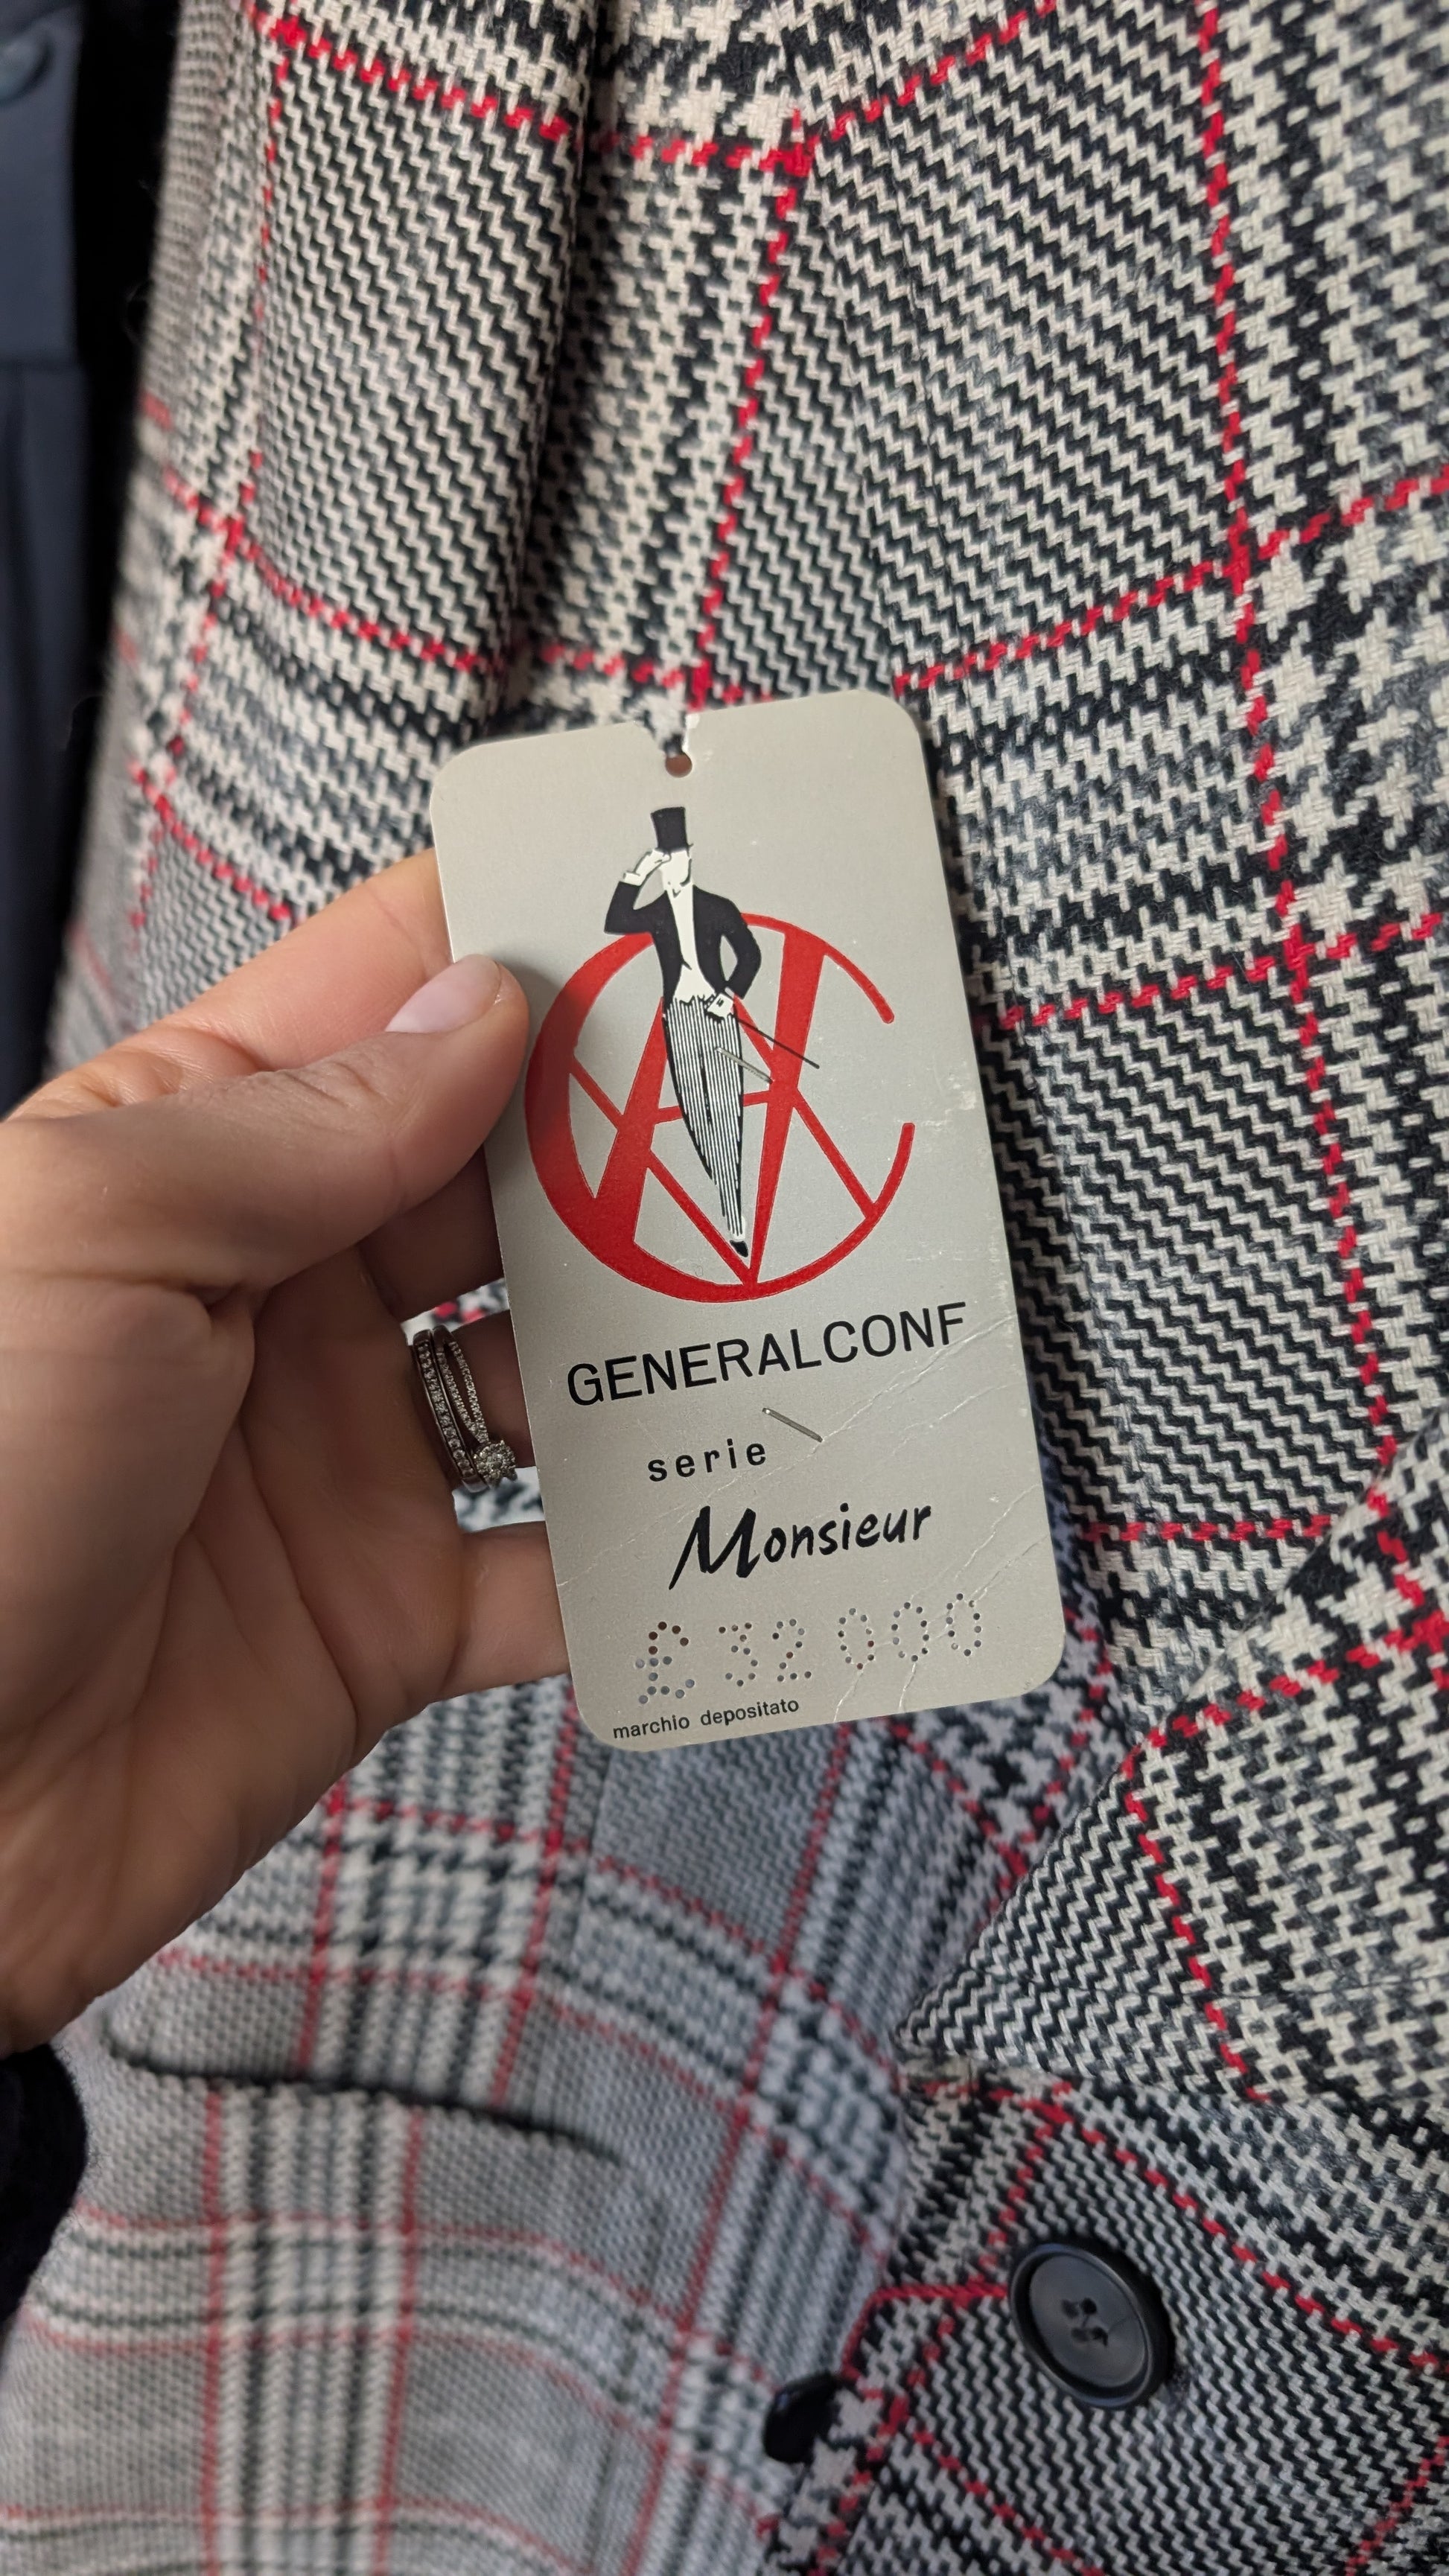 GENERALCONF
serie
Monsieur
£32000
marchio depositato